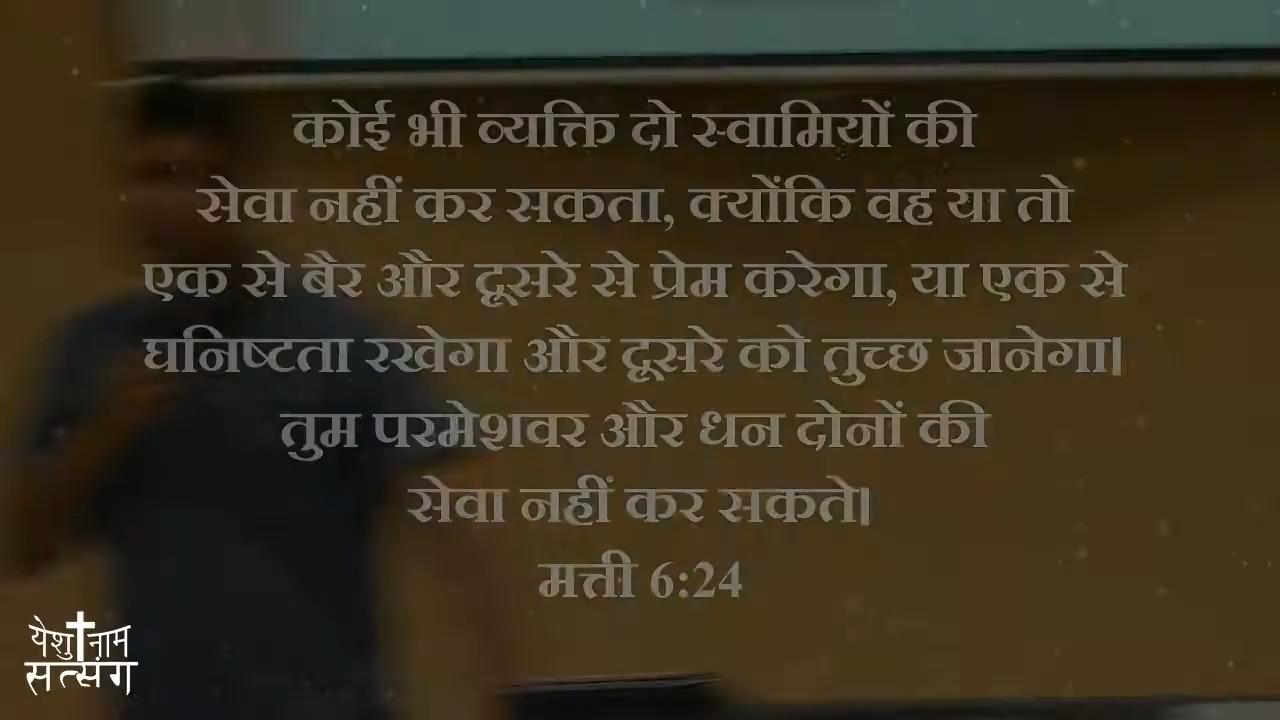 कोई भी व्यक्ति दो स्वामियों की
सेवा नहीं कर सकता, क्योंकि वह या तो
एक से बैर और दूसरे से प्रेम करेगा, या एक से
घनिष्टता रखेगा और दूसरे को तुच्छ जानेगा।
तुम परमेश्वर और धन दोनों की
सेवा नहीं कर सकते।
मत्ती 6:24
येशु नाम
सत्संग